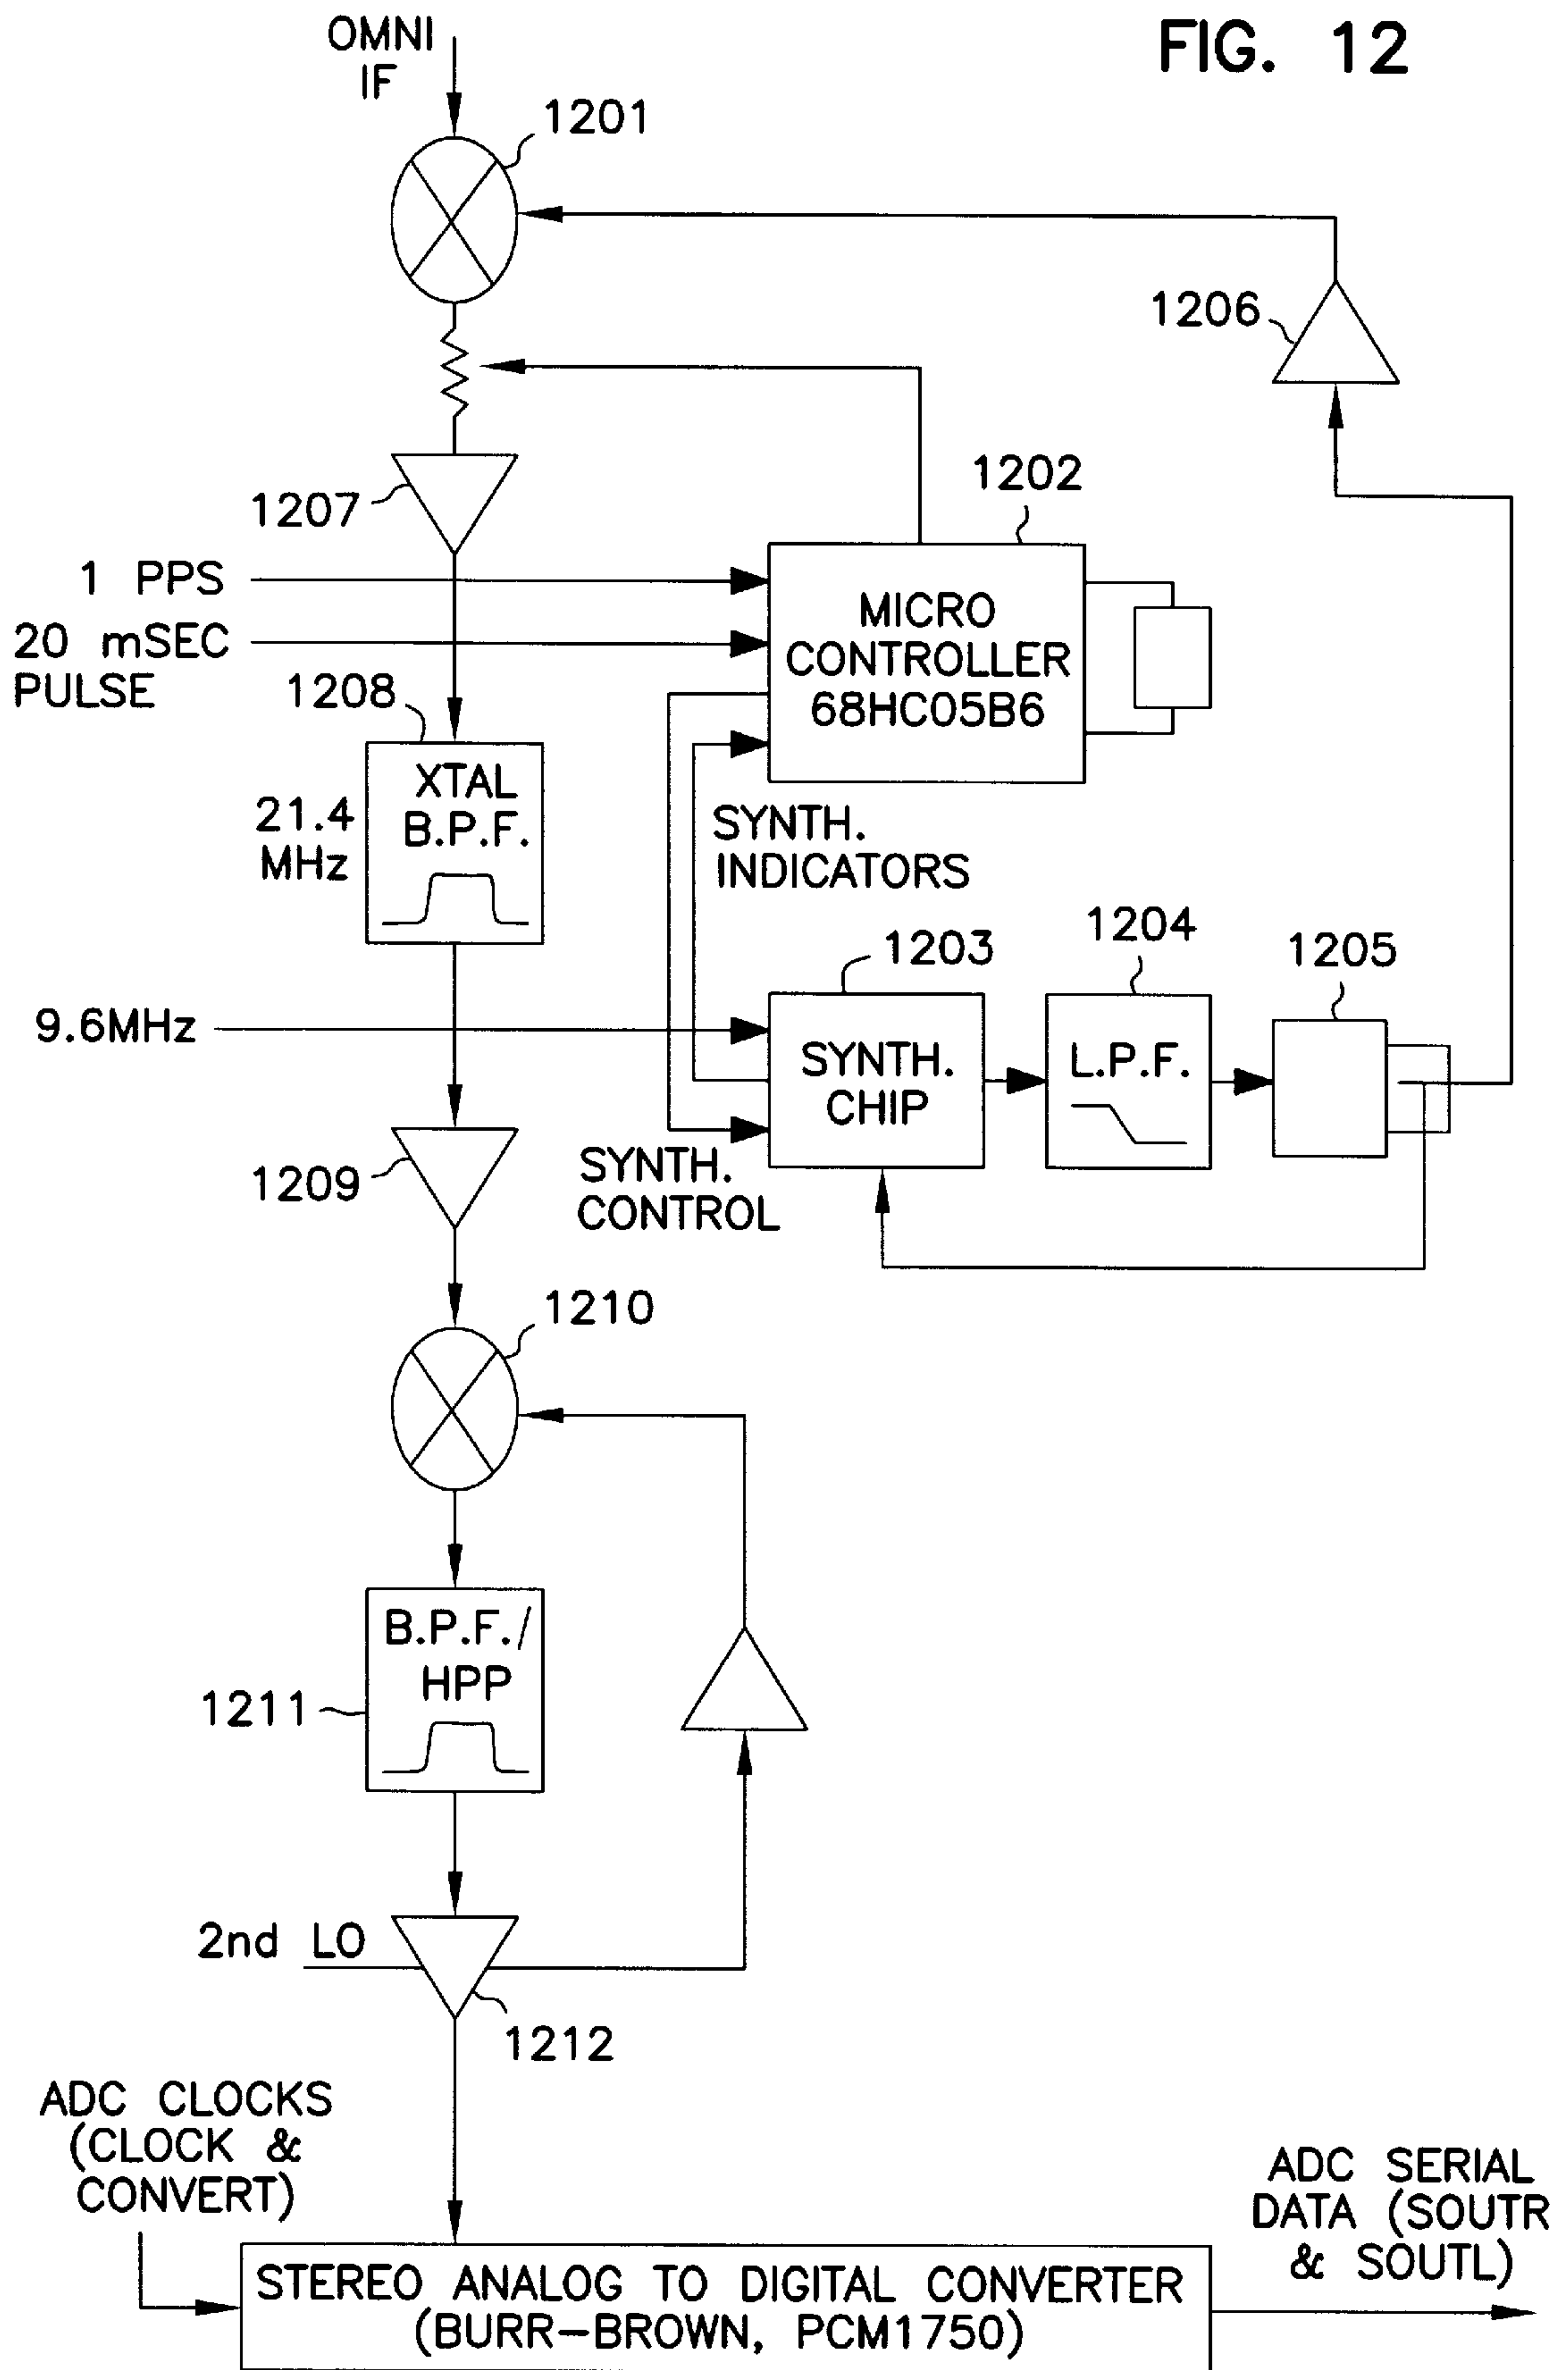 FIG. 12
OMNI
IF
1201
1206
1202
1207
1 PPS
20 mSEC
PULSE
MICRO
CONTROLLER
68HC05B6
1208
XTAL
B.P.F.
21.4
MHz
SYNTH.
INDICATORS
1203
1204
1205
9.6MHz
SYNTH.
CHIP
L.P.F.
1209
SYNTH.
CONTROL
1210
B.P.F./
HPP
1211
2nd LO
1212
ADC CLOCKS
(CLOCK &
CONVERT)
ADC SERIAL
DATA (SOUTR
& SOUTL)
STEREO ANALOG TO DIGITAL CONVERTER
(BURR-BROWN, PCM1750)